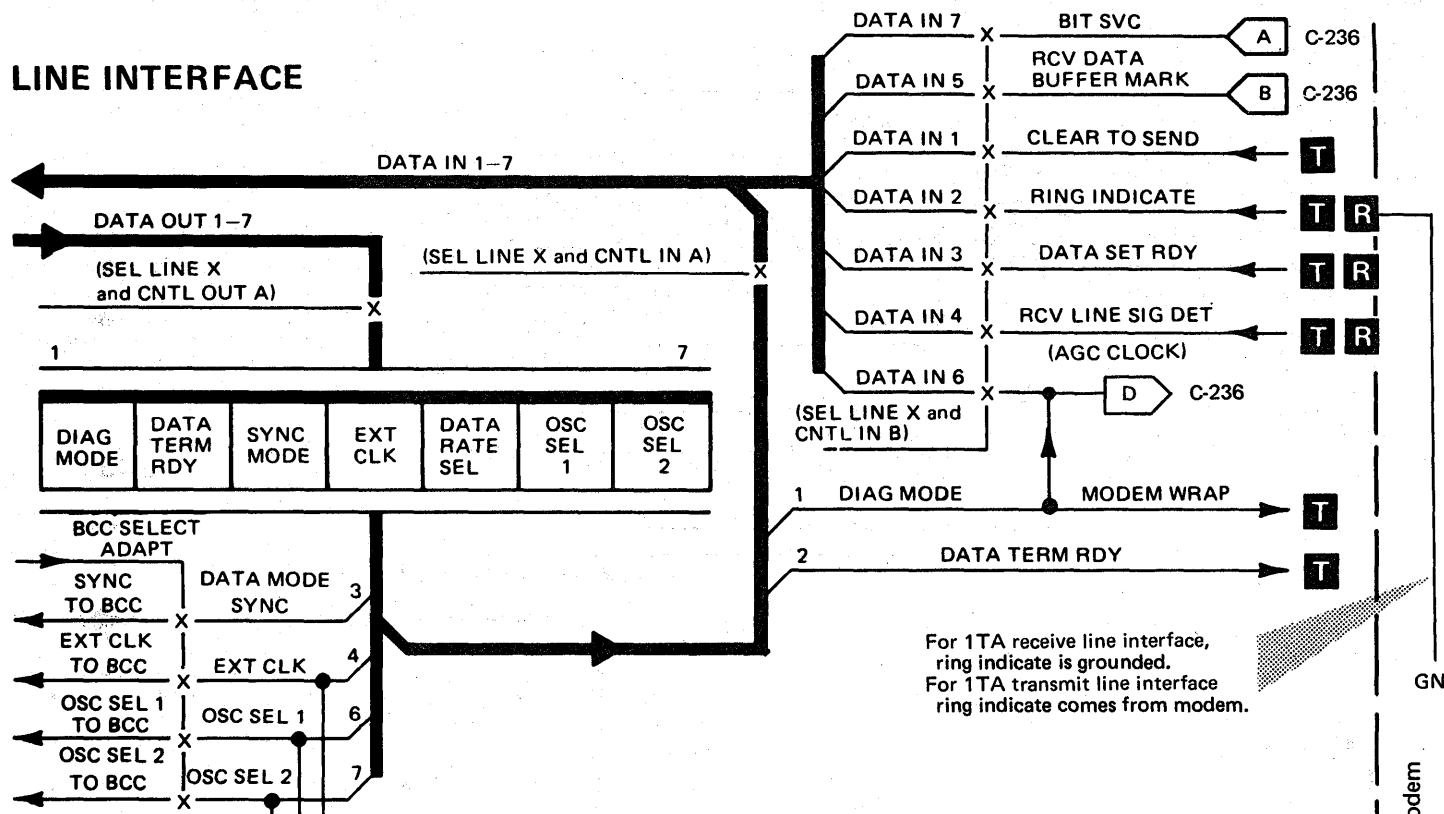 LINE INTERFACE
DATA IN 1–7
DATA OUT 1–7
(SEL LINE X
and CNTL OUT A)
X
(SEL LINE X and CNTL IN A)
X
1
7
DIAG
MODE
DATA
TERM
RDY
SYNC
MODE
EXT
CLK
DATA
RATE
SEL
OSC
SEL
1
OSC
SEL
2
BCC SELECT
ADAPT
SYNC
TO BCC
X
DATA MODE
SYNC
3
EXT CLK
TO BCC
X
EXT CLK
4
OSC SEL 1
TO BCC
X
OSC SEL 1
6
OSC SEL 2
TO BCC
X
OSC SEL 2
7
DATA IN 7
X
BIT SVC
A
C-236
DATA IN 5
X
RCV DATA
BUFFER MARK
B
C-236
DATA IN 1
X
CLEAR TO SEND
T
DATA IN 2
X
RING INDICATE
T R
DATA IN 3
X
DATA SET RDY
T R
DATA IN 4
X
RCV LINE SIG DET
(AGC CLOCK)
T R
DATA IN 6
X
D
C-236
(SEL LINE X and
CNTL IN B)
1
DIAG MODE
MODEM WRAP
T
2
DATA TERM RDY
T
For 1TA receive line interface,
ring indicate is grounded.
For 1TA transmit line interface
ring indicate comes from modem.
GN
odem